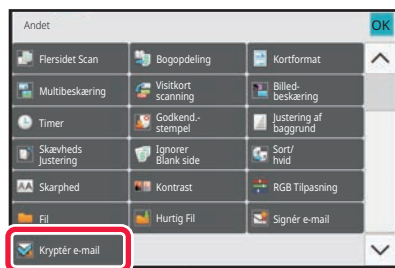 Andet
OK
Flersidet Scan
Bogopdeling
Kortformat
Multibeskæring
Visitkort
scanning
Billed-
beskæring
Timer
Godkend.-
stempel
Justering af
baggrund
Skævheds
Justering
Ignorer
Blank side
Sort/
hvid
Skarphed
Kontrast
RGB Tilpasning
Fil
Hurtig Fil
Signér e-mail
Kryptér e-mail